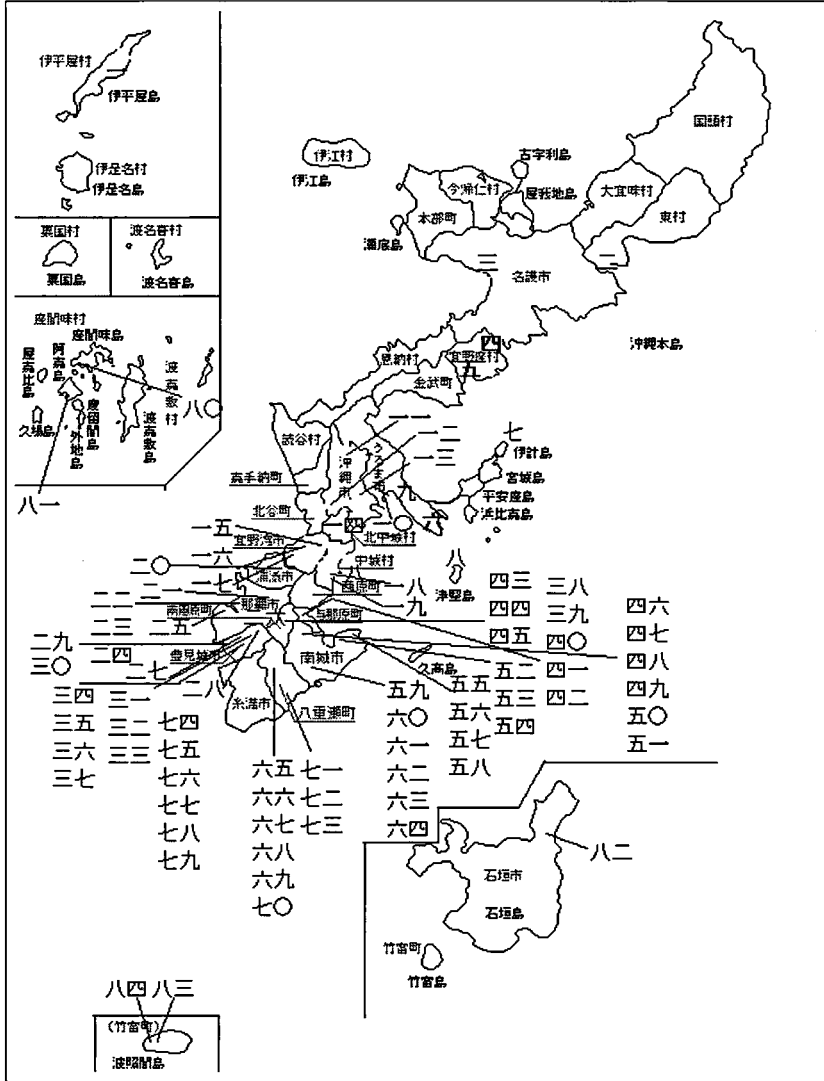 伊平屋村
一
伊平屋島
伊是名村
伊是名島
粟国村
粟国島
渡名喜村
渡名喜島
座間味村
座間味島
阿嘉島
屋嘉比島
久場島
慶留間島
外地島
渡嘉敷村
渡嘉敷島
八〇
八一
伊江村
伊江島
国頭村
古宇利島
今帰仁村
屋我地島
大宜味村
東村
本部町
瀬底島
三
二
名護市
沖縄本島
四
恩納村
宜野座村
五
金武町
読谷村
一一
一二
一三
沖縄市
うるま市
七
伊計島
宮城島
平安座島
浜比嘉島
嘉手納町
九
北谷町
一四
一〇
六
北中城村
一五
宜野湾市
一六
中城村
八
津堅島
二〇
一七
浦添市
西原町
一八
一九
二一
二二
二三
二五
二四
那覇市
南風原町
与那原町
二九
三〇
二七
二八
豊見城市
南城市
久高島
糸満市
八重瀬町
四三
四四
四五
三八
三九
四〇
四一
四二
四六
四七
四八
四九
五〇
五一
五二
五三
五四
五五
五六
五七
五八
五九
六〇
六一
六二
六三
六四
三四
三五
三六
三七
三一
三二
三三
七四
七五
七六
七七
七八
七九
六五
六六
六七
六八
六九
七〇
七一
七二
七三
八二
石垣市
石垣島
竹富町
竹富島
八四
八三
(竹富町)
波照間島